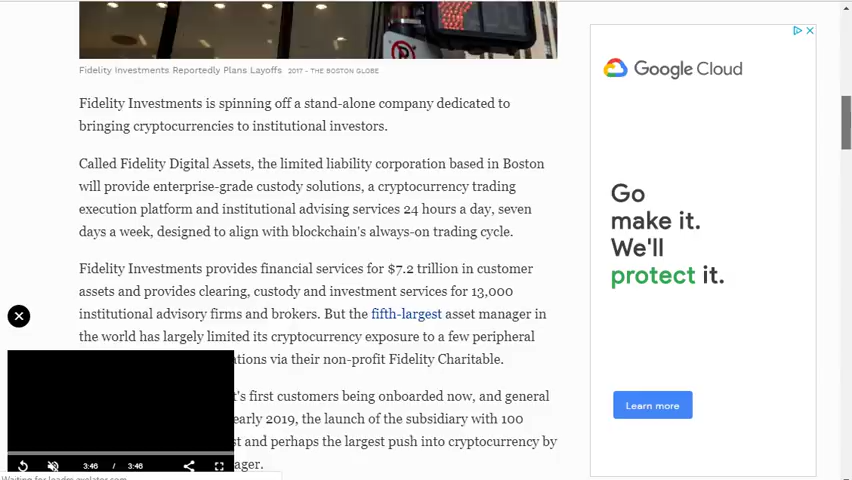 Fidelity Investments Reportedly Plans Layoffs 2017 - THE BOSTON GLOBE
Fidelity Investments is spinning off a stand-alone company dedicated to
bringing cryptocurrencies to institutional investors.
Called Fidelity Digital Assets, the limited liability corporation based in Boston
will provide enterprise-grade custody solutions, a cryptocurrency trading
execution platform and institutional advising services 24 hours a day, seven
days a week, designed to align with blockchain's always-on trading cycle.
Fidelity Investments provides financial services for $7.2 trillion in customer
assets and provides clearing, custody and investment services for 13,000
institutional advisory firms and brokers. But the fifth-largest asset manager in
the world has largely limited its cryptocurrency exposure to a few peripheral
ations via their non-profit Fidelity Charitable.
t's first customers being onboarded now, and general
early 2019, the launch of the subsidiary with 100
st and perhaps the largest push into cryptocurrency by
ager.
3:46 / 3:46
Google Cloud
Go
make it.
We'll
protect it.
Learn more